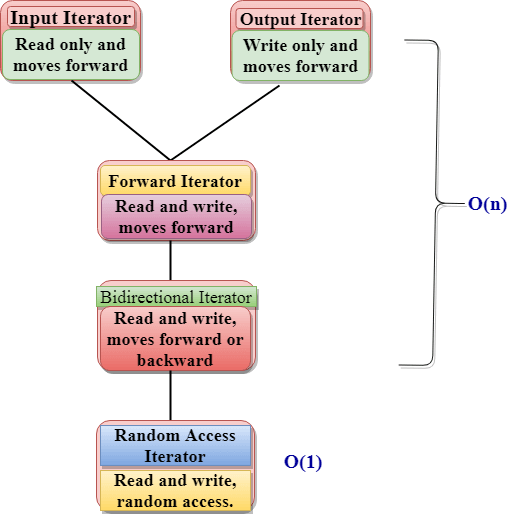 Input Iterator
Read only and
moves forward
Output Iterator
Write only and
moves forward
Forward Iterator
Read and write,
moves forward
O(n)
Bidirectional Iterator
Read and write,
moves forward or
backward
Random Access
Iterator
Read and write,
random access.
O(1)